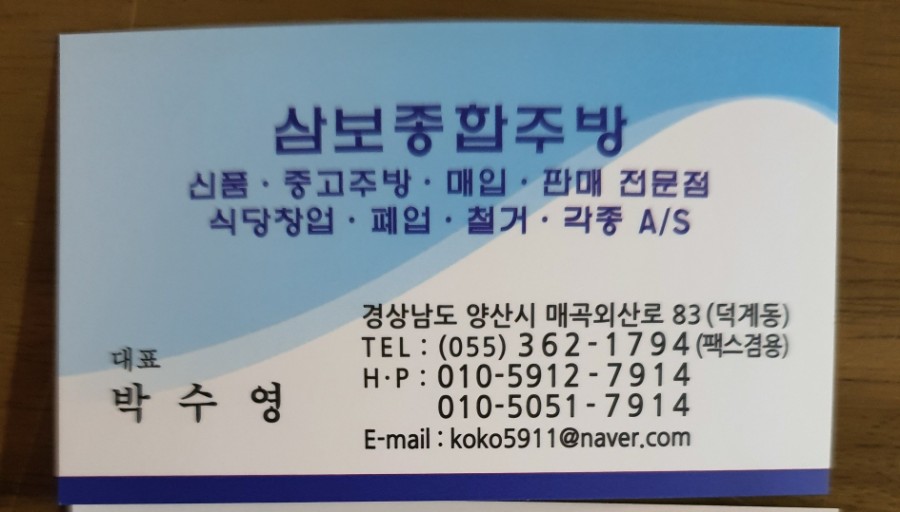 삼보종합주방
신품·중고주방·매입·판매 전문점
식당창업·폐업·철거·각종 A/S
경상남도 양산시 매곡외산로 83(덕계동)
TEL : (055) 362-1794(팩스겸용)
H·P : 010-5912-7914
010-5051-7914
E-mail : koko5911@naver.com
대표
박수영